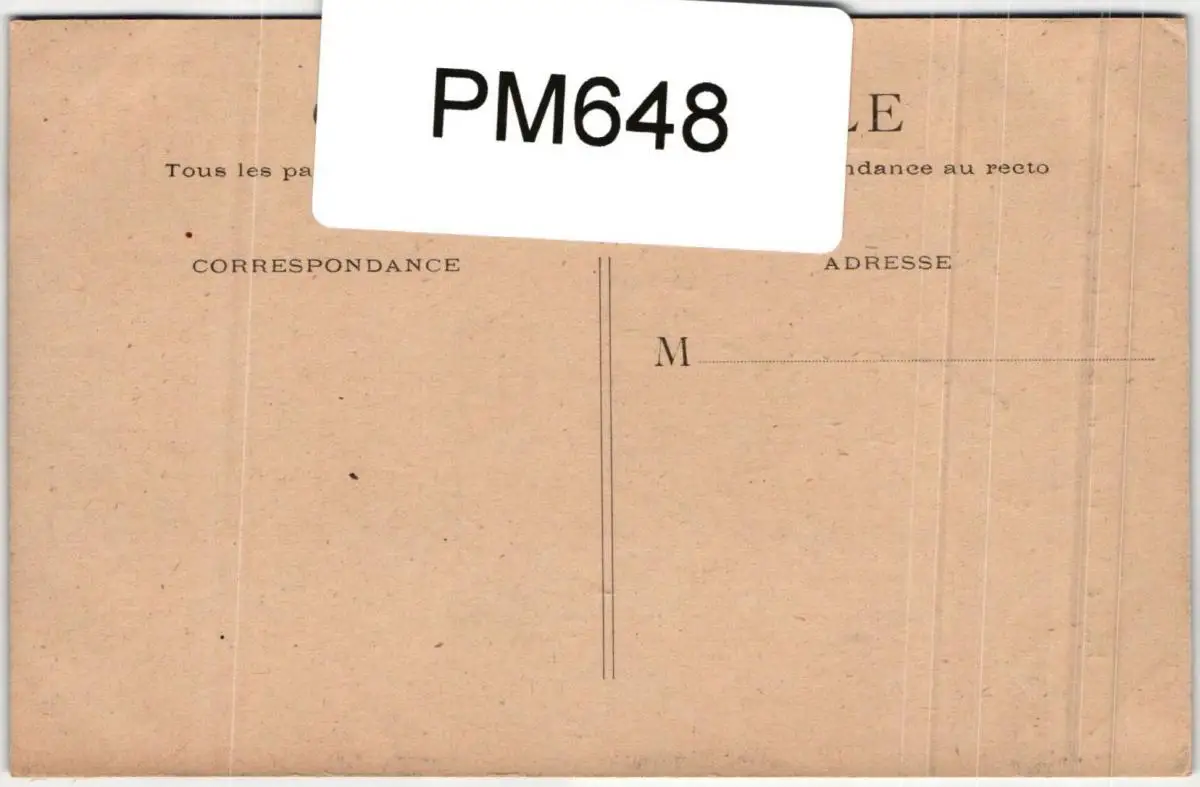 PM648
LE
Tous les pa ndance au recto
CORRESPONDANCE
ADRESSE
M